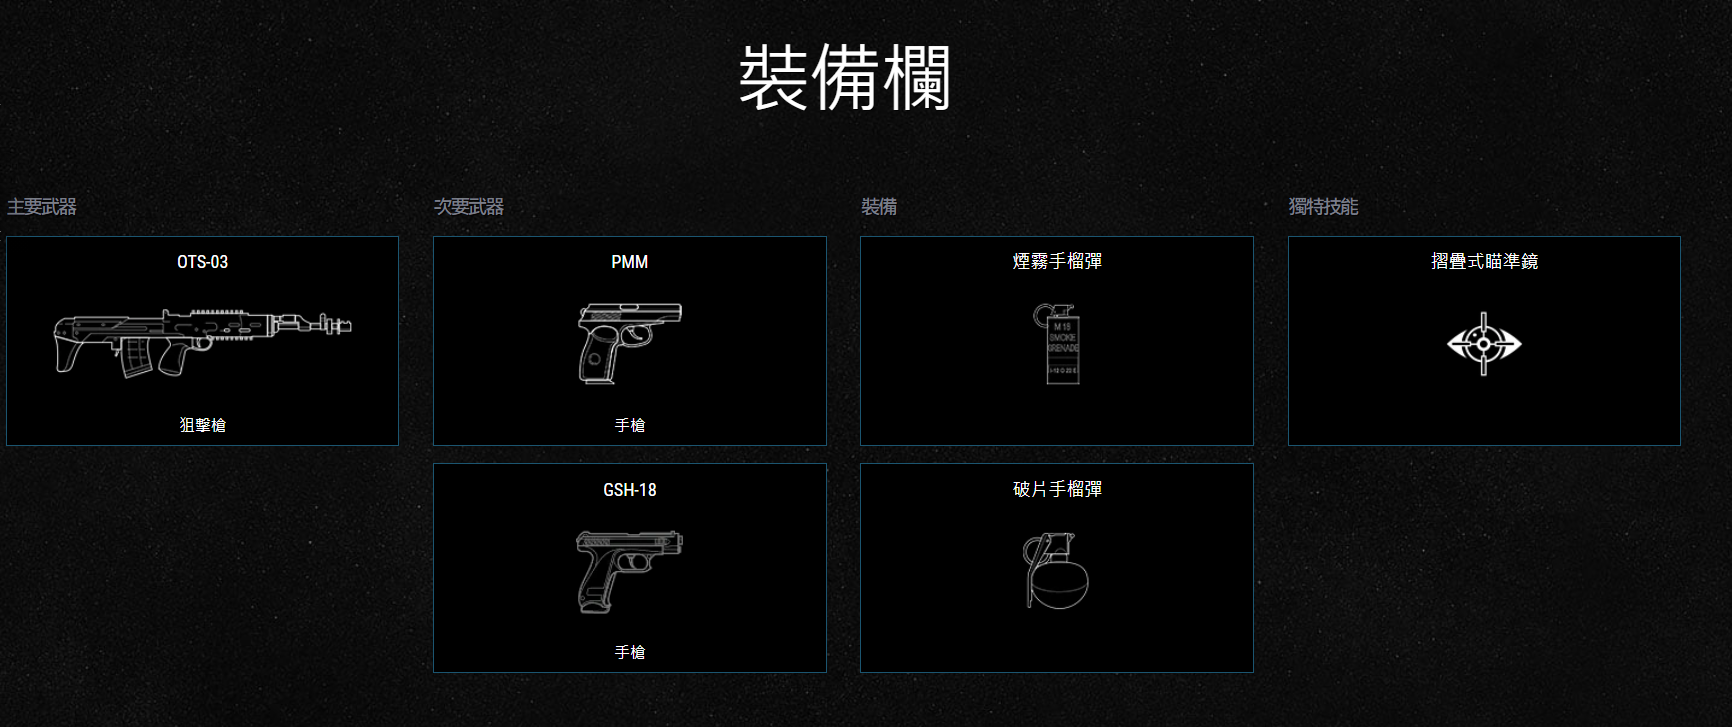 裝備欄
主要武器
OTS-03
狙擊槍
次要武器
PMM
手槍
GSH-18
手槍
裝備
煙霧手榴彈
M 15
SMOKE
GRENADE
破片手榴彈
獨特技能
摺疊式瞄準鏡